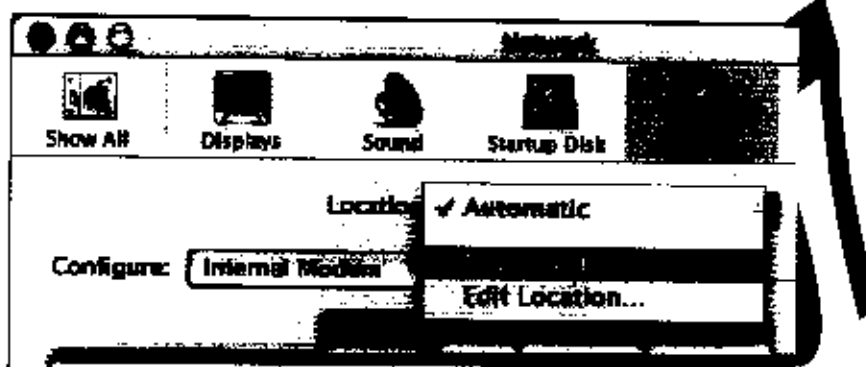 Network
Show All
Displays
Sound
Startup Disk
Location
✓ Automatic
Configure: Internal Modem
Edit Location...